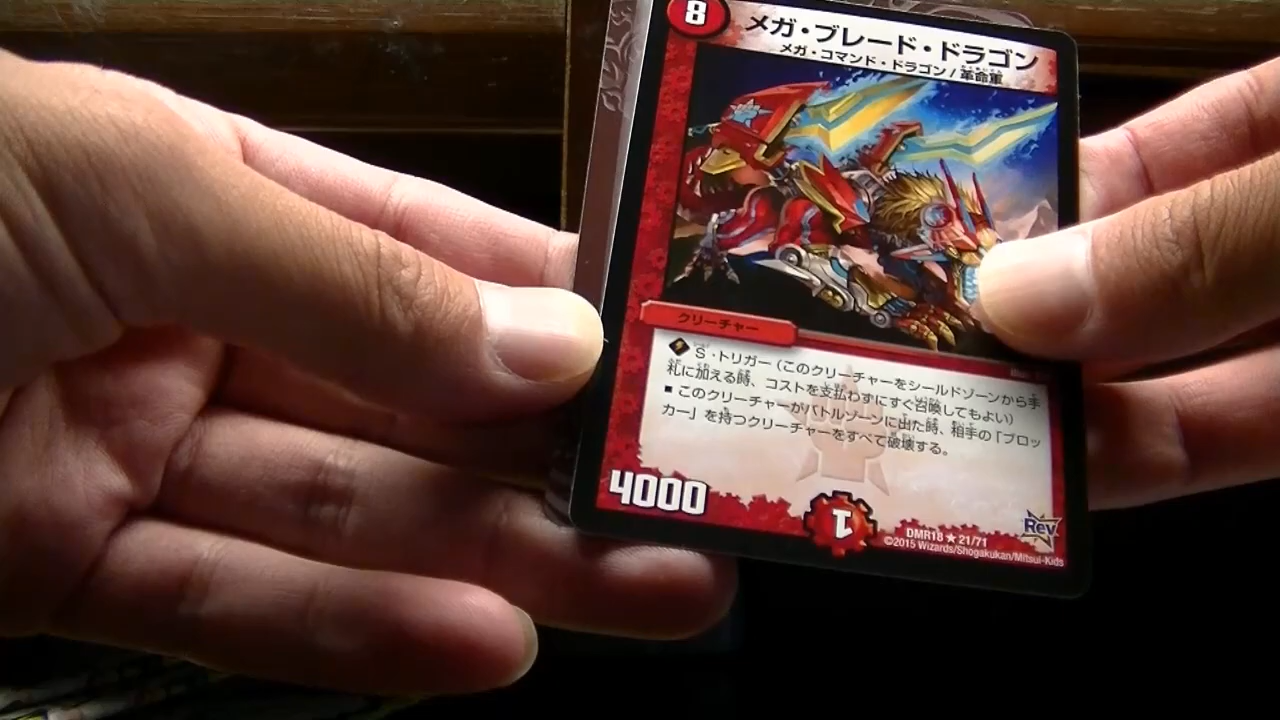 8
メガ・ブレード・ドラゴン
メガ・コマンド・ドラゴン/革命軍
クリーチャー
S・トリガー(このクリーチャーをシールドゾーンから手
札に加える時、コストを支払わずにすぐ召喚してもよい)
■このクリーチャーがバトルゾーンに出た時、相手の「ブロッ
カー」を持つクリーチャーをすべて破壊する。
4000
1
Rev
DMR18★21/71
©2015 Wizards/Shogakukan/Mitsui-Kids